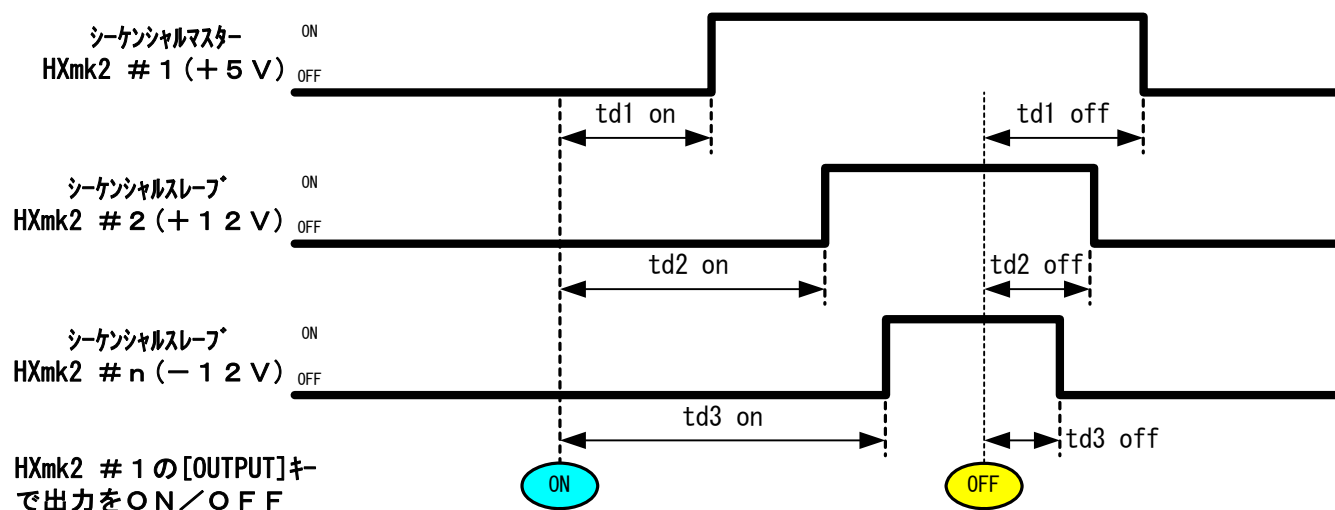 シーケンシャルマスター
HXmk2 #1(+5V)
ON
OFF
td1 on
td1 off
シーケンシャルスレーブ
HXmk2 #2(+12V)
ON
OFF
td2 on
td2 off
シーケンシャルスレーブ
HXmk2 #n(-12V)
ON
OFF
td3 on
td3 off
HXmk2 #1の[OUTPUT]キー
で出力をON/OFF
ON
OFF